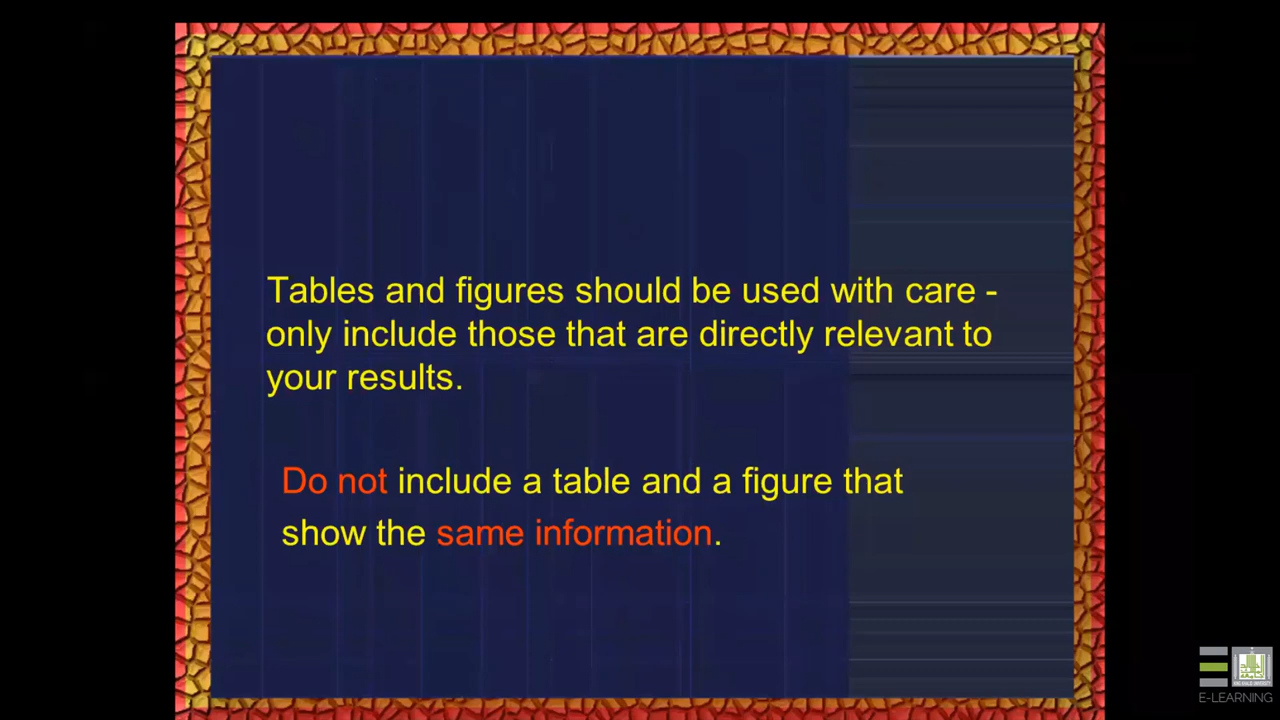 Tables and figures should be used with care -
only include those that are directly relevant to
your results.
Do not include a table and a figure that
show the same information.
E-LEARNING